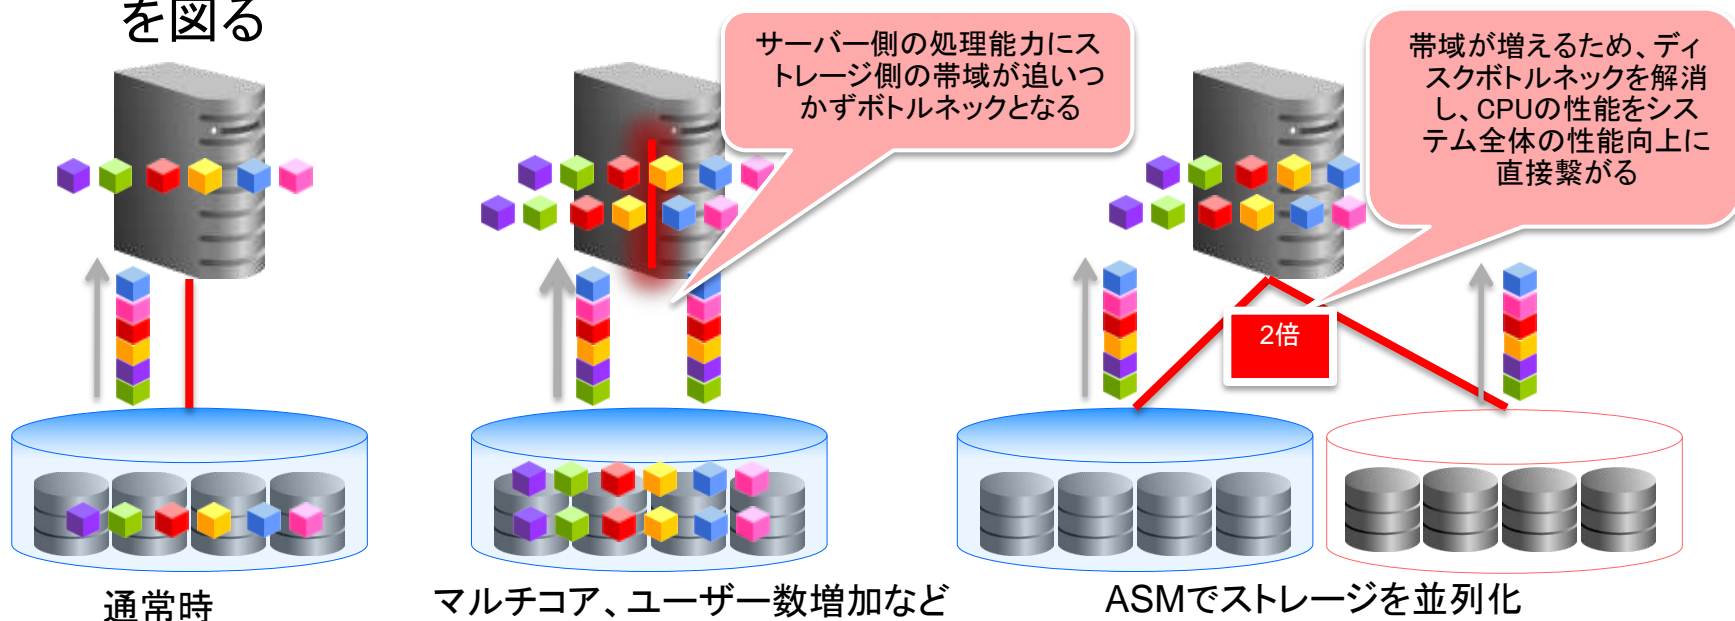 を図る
サーバー側の処理能力にス
トレージ側の帯域が追いつ
かずボトルネックとなる
帯域が増えるため、ディ
スクボトルネックを解消
し、CPUの性能をシス
テム全体の性能向上に
直接繋がる
2倍
通常時
マルチコア、ユーザー数増加など
ASMでストレージを並列化